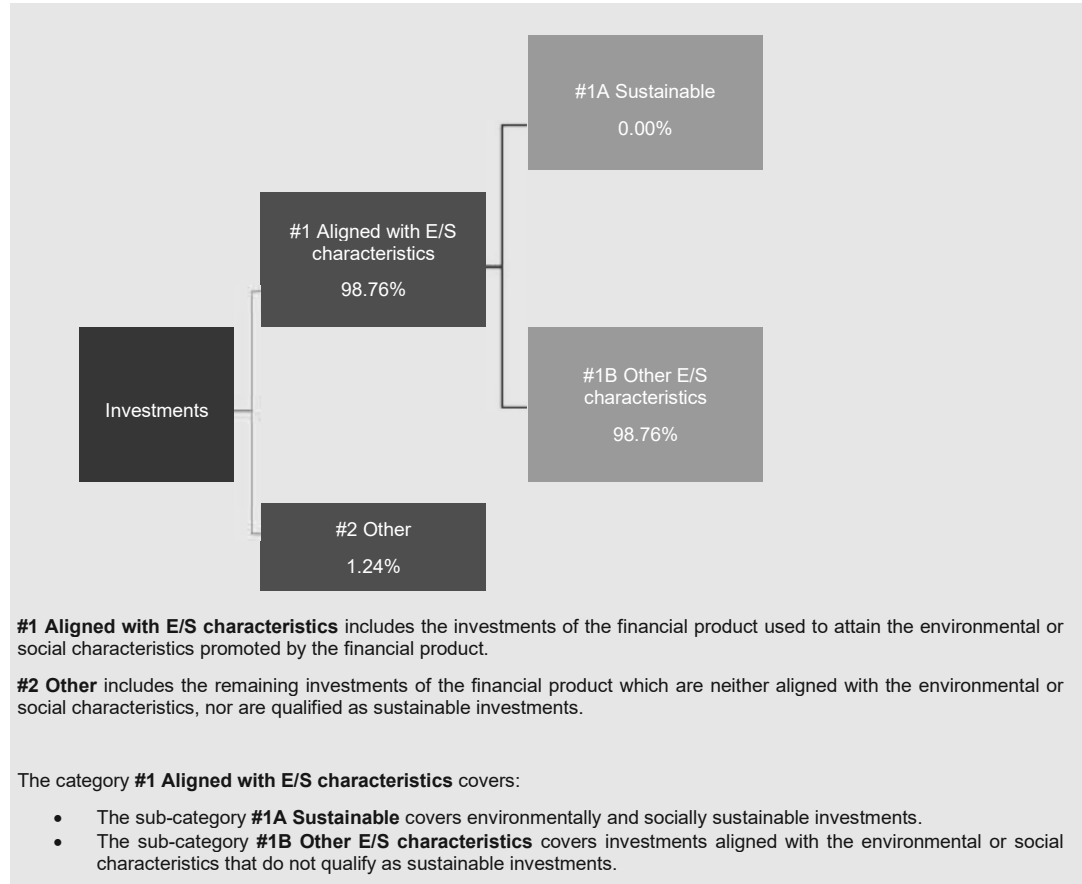 #1A Sustainable
0.00%
#1 Aligned with E/S
characteristics
98.76%
Investments
#1B Other E/S
characteristics
98.76%
#2 Other
1.24%
#1 Aligned with E/S characteristics includes the investments of the financial product used to attain the environmental or
social characteristics promoted by the financial product.
#2 Other includes the remaining investments of the financial product which are neither aligned with the environmental or
social characteristics, nor are qualified as sustainable investments.
The category #1 Aligned with E/S characteristics covers:
• The sub-category #1A Sustainable covers environmentally and socially sustainable investments.
• The sub-category #1B Other E/S characteristics covers investments aligned with the environmental or social
characteristics that do not qualify as sustainable investments.